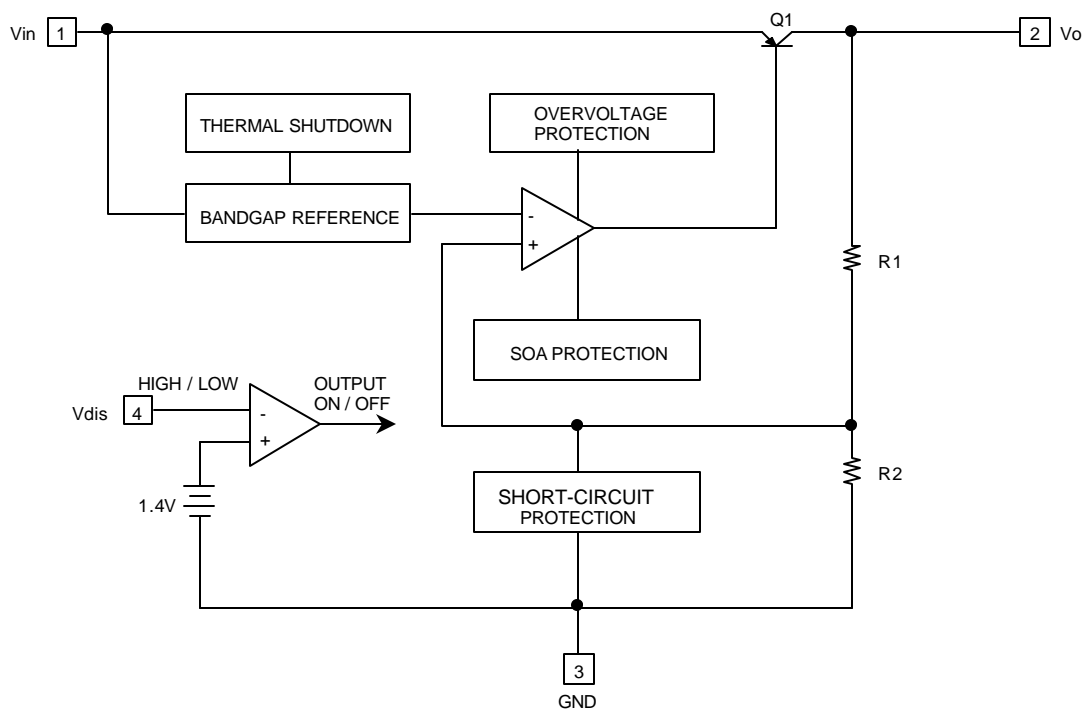 Q1
Vin 1
2 Vo
THERMAL SHUTDOWN
OVERVOLTAGE
PROTECTION
BANDGAP REFERENCE
-
+
R1
SOA PROTECTION
HIGH / LOW
OUTPUT
ON / OFF
Vdis 4
-
+
1.4V
R2
SHORT-CIRCUIT
PROTECTION
3
GND